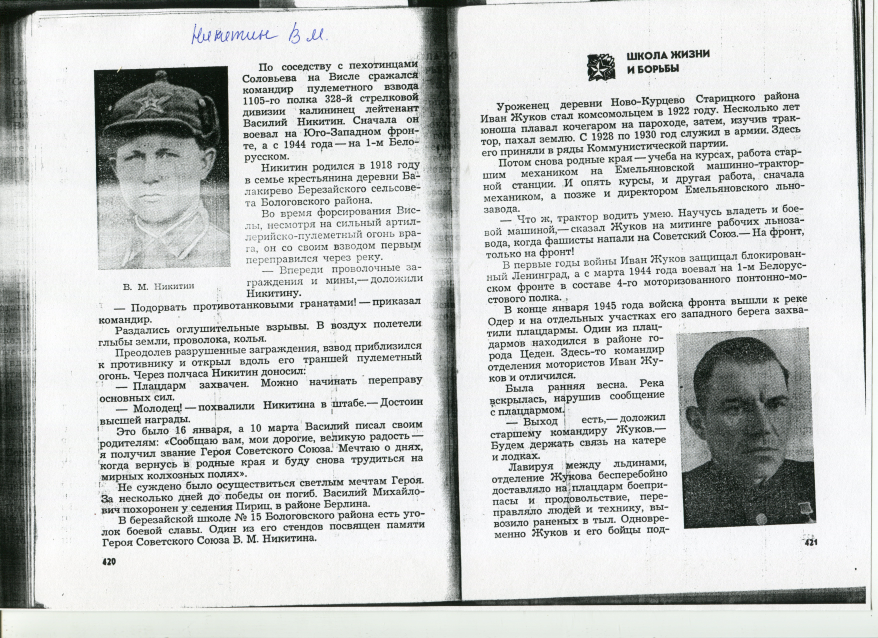 Никитин В М.
По соседству с пехотинцами
Соловьева на Висле сражался
командир пулеметного взвода
1105-го полка 328-й стрелковой
дивизии калининец лейтенант
Василий Никитин. Сначала он
воевал на Юго-Западном фрон-
те, а с 1944 года — на 1-м Бело-
русском.
Никитин родился в 1918 году
в семье крестьянина деревни Ба-
лакирево Березайского сельсове-
та Бологовского района.
Во время форсирования Вис-
лы, несмотря на сильный артил-
лерийско-пулеметный огонь вра-
га, он со своим взводом первым
переправился через реку.
— Впереди проволочные за-
граждения и мины,— доложили
Никитину.
В. М. Никитин
— Подорвать противотанковыми гранатами! — приказал
командир.
Раздались оглушительные взрывы. В воздух полетели
глыбы земли, проволока, колья.
Преодолев разрушенные заграждения, взвод приблизился
к противнику и открыл вдоль его траншей пулеметный
огонь. Через полчаса Никитин доносил:
— Плацдарм захвачен. Можно начинать переправу
основных сил.
— Молодец! — похвалили Никитина в штабе.— Достоин
высшей награды.
Это было 16 января, а 10 марта Василий писал своим
родителям: «Сообщаю вам, мои дорогие, великую радость —
я получил звание Героя Советского Союза. Мечтаю о днях,
когда вернусь в родные края и буду снова трудиться на
мирных колхозных полях».
Не суждено было осуществиться светлым мечтам Героя.
За несколько дней до победы он погиб. Василий Михайло-
вич похоронен у селения Пириц, в районе Берлина.
В березайской школе № 15 Бологовского района есть уго-
лок боевой славы. Один из его стендов посвящен памяти
Героя Советского Союза В. М. Никитина.
420
ШКОЛА ЖИЗНИ
И БОРЬБЫ
Уроженец деревни Ново-Курцево Старицкого района
Иван Жуков стал комсомольцем в 1922 году. Несколько лет
юноша плавал кочегаром на пароходе, затем, изучив трак-
тор, пахал землю. С 1928 по 1930 год служил в армии. Здесь
его приняли в ряды Коммунистической партии.
Потом снова родные края — учеба на курсах, работа стар-
шим механиком на Емельяновской машинно-трактор-
ной станции. И опять курсы, и другая работа, сначала
механиком, а позже и директором Емельяновского льно-
завода.
— Что ж, трактор водить умею. Научусь владеть и бое-
вой машиной,— сказал Жуков на митинге рабочих льноза-
вода, когда фашисты напали на Советский Союз.— На фронт,
только на фронт!
В первые годы войны Иван Жуков защищал блокирован-
ный Ленинград, а с марта 1944 года воевал на 1-м Белорус-
ском фронте в составе 4-го моторизованного понтонно-мо-
стового полка.
В конце января 1945 года войска фронта вышли к реке
Одер и на отдельных участках его западного берега захва-
тили плацдармы. Один из плац-
дармов находился в районе го-
рода Цеден. Здесь-то командир
отделения мотористов Иван Жу-
ков и отличился.
Была ранняя весна. Река
вскрылась, нарушив сообщение
с плацдармом.
— Выход есть,— доложил
старшему командиру Жуков.—
Будем держать связь на катере
и лодках.
Лавируя между льдинами,
отделение Жукова бесперебойно
доставляло на плацдарм боепри-
пасы и продовольствие, пере-
правляло людей и технику, вы-
возило раненых в тыл. Одновре-
менно Жуков и его бойцы под-
421